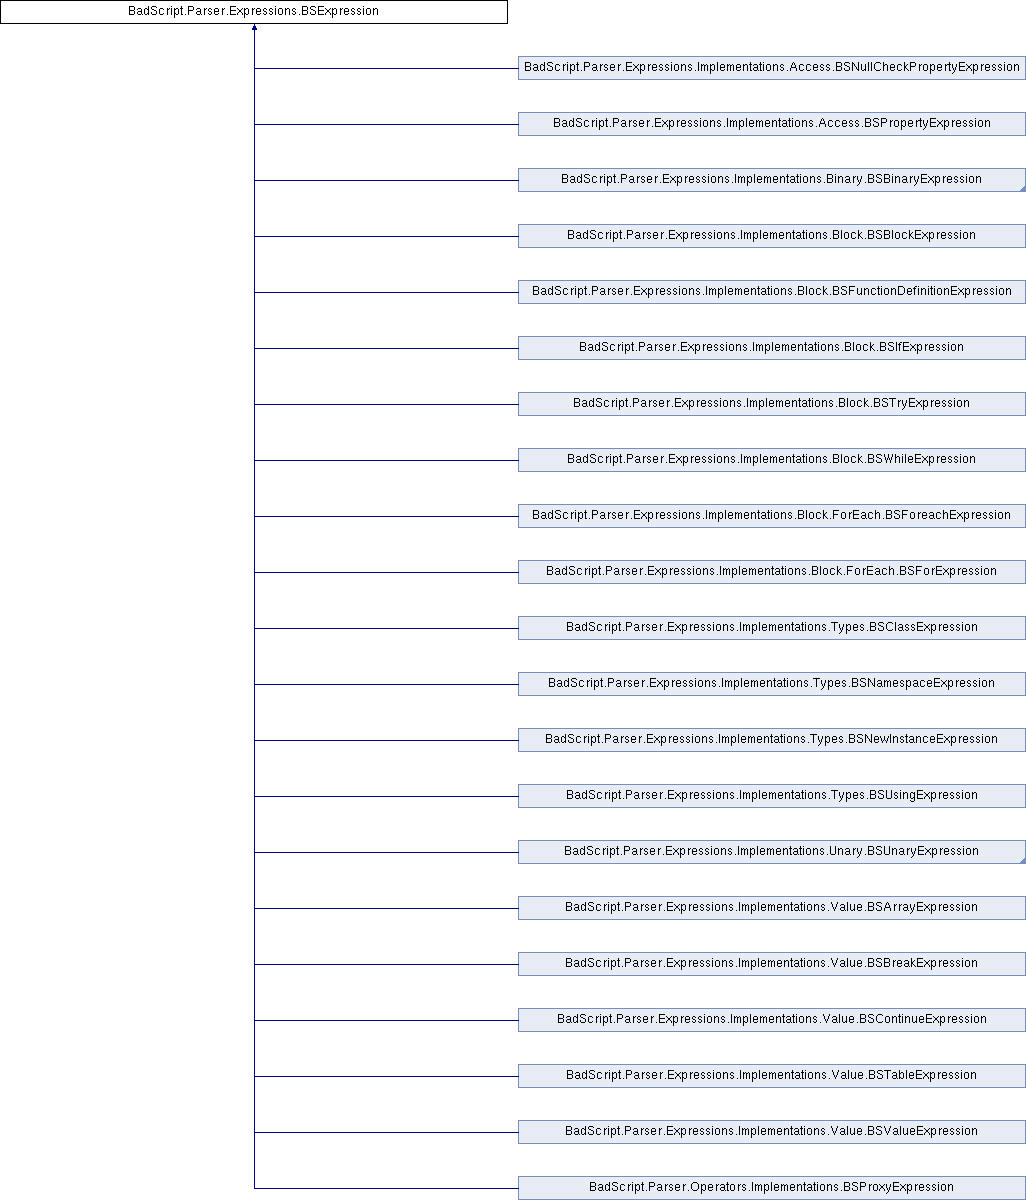 BadScript.Parser.Expressions.BSExpression
BadScript.Parser.Expressions.Implementations.Access.BSNullCheckPropertyExpression
BadScript.Parser.Expressions.Implementations.Access.BSPropertyExpression
BadScript.Parser.Expressions.Implementations.Binary.BSBinaryExpression
BadScript.Parser.Expressions.Implementations.Block.BSBlockExpression
BadScript.Parser.Expressions.Implementations.Block.BSFunctionDefinitionExpression
BadScript.Parser.Expressions.Implementations.Block.BSIfExpression
BadScript.Parser.Expressions.Implementations.Block.BSTryExpression
BadScript.Parser.Expressions.Implementations.Block.BSWhileExpression
BadScript.Parser.Expressions.Implementations.Block.ForEach.BSForeachExpression
BadScript.Parser.Expressions.Implementations.Block.ForEach.BSForExpression
BadScript.Parser.Expressions.Implementations.Types.BSClassExpression
BadScript.Parser.Expressions.Implementations.Types.BSNamespaceExpression
BadScript.Parser.Expressions.Implementations.Types.BSNewInstanceExpression
BadScript.Parser.Expressions.Implementations.Types.BSUsingExpression
BadScript.Parser.Expressions.Implementations.Unary.BSUnaryExpression
BadScript.Parser.Expressions.Implementations.Value.BSArrayExpression
BadScript.Parser.Expressions.Implementations.Value.BSBreakExpression
BadScript.Parser.Expressions.Implementations.Value.BSContinueExpression
BadScript.Parser.Expressions.Implementations.Value.BSTableExpression
BadScript.Parser.Expressions.Implementations.Value.BSValueExpression
BadScript.Parser.Operators.Implementations.BSProxyExpression